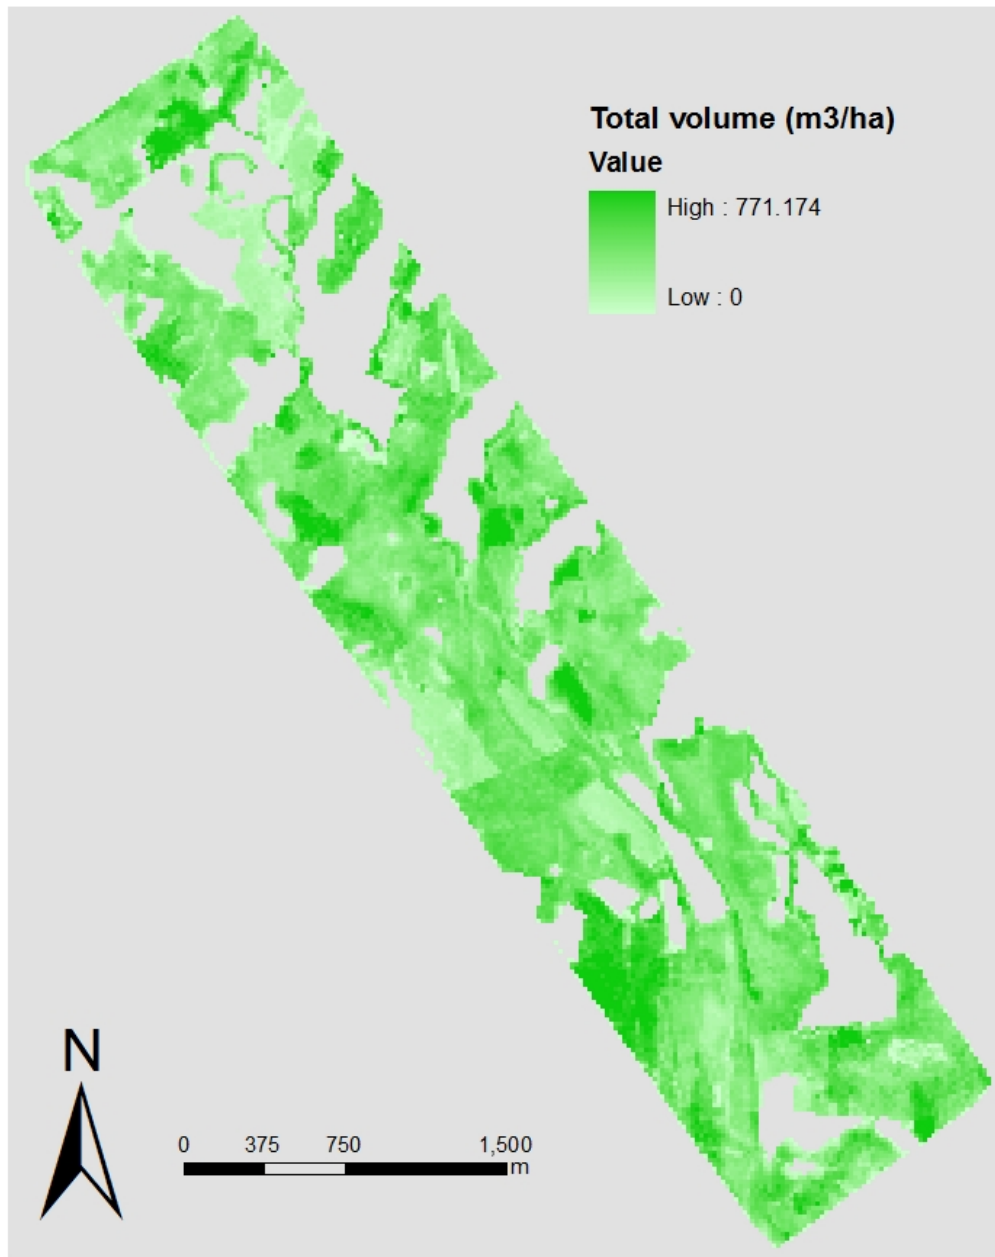 Total volume (m3/ha)
Value
High : 771.174
Low : 0
N
0 375 750 1,500
m